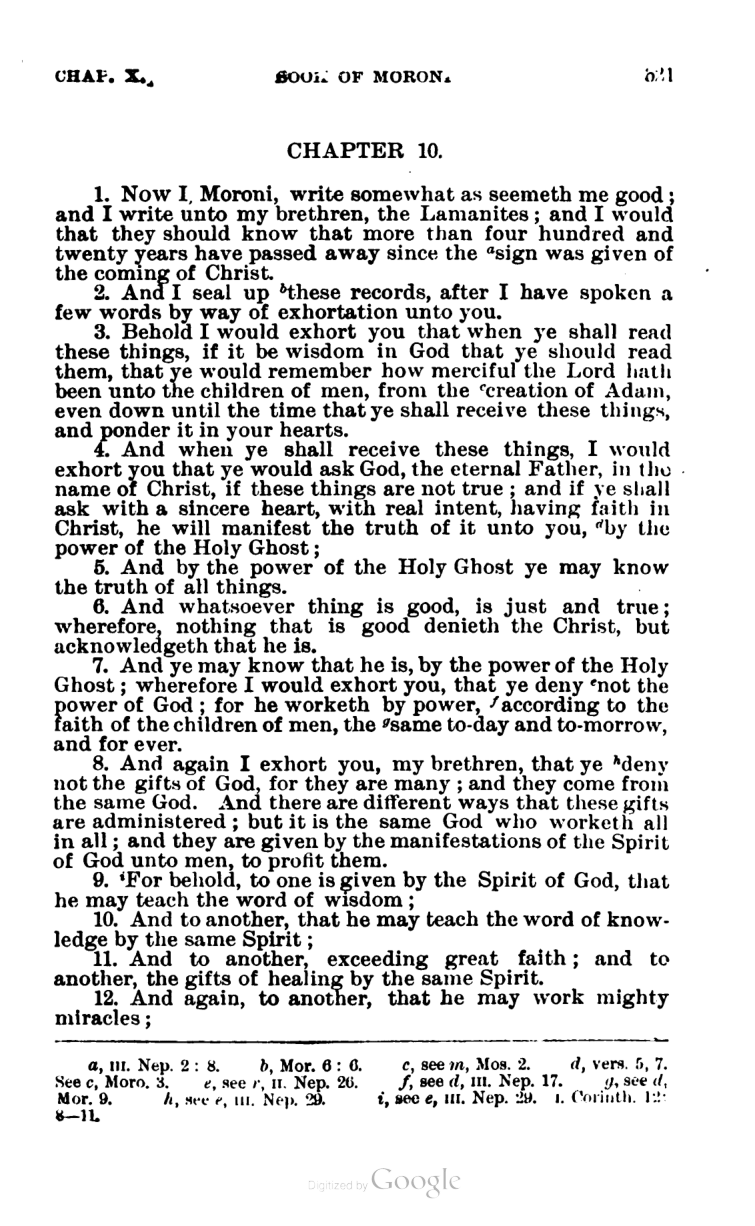 CHAP. X.
BOOK OF MORONI.
621
CHAPTER 10.
1. Now I, Moroni, write somewhat as seemeth me good ;
and I write unto my brethren, the Lamanites ; and I would
that they should know that more than four hundred and
twenty years have passed away since the ᵃsign was given of
the coming of Christ.
2. And I seal up ᵇthese records, after I have spoken a
few words by way of exhortation unto you.
3. Behold I would exhort you that when ye shall read
these things, if it be wisdom in God that ye should read
them, that ye would remember how merciful the Lord hath
been unto the children of men, from the ᶜcreation of Adam,
even down until the time that ye shall receive these things,
and ponder it in your hearts.
4. And when ye shall receive these things, I would
exhort you that ye would ask God, the eternal Father, in the
name of Christ, if these things are not true ; and if ye shall
ask with a sincere heart, with real intent, having faith in
Christ, he will manifest the truth of it unto you, ᵈby the
power of the Holy Ghost ;
5. And by the power of the Holy Ghost ye may know
the truth of all things.
6. And whatsoever thing is good, is just and true ;
wherefore, nothing that is good denieth the Christ, but
acknowledgeth that he is.
7. And ye may know that he is, by the power of the Holy
Ghost ; wherefore I would exhort you, that ye deny ᵉnot the
power of God ; for he worketh by power, ᶠaccording to the
faith of the children of men, the ᵍsame to-day and to-morrow,
and for ever.
8. And again I exhort you, my brethren, that ye ʰdeny
not the gifts of God, for they are many ; and they come from
the same God. And there are different ways that these gifts
are administered ; but it is the same God who worketh all
in all ; and they are given by the manifestations of the Spirit
of God unto men, to profit them.
9. ⁱFor behold, to one is given by the Spirit of God, that
he may teach the word of wisdom ;
10. And to another, that he may teach the word of know-
ledge by the same Spirit ;
11. And to another, exceeding great faith ; and to
another, the gifts of healing by the same Spirit.
12. And again, to another, that he may work mighty
miracles ;
a, III. Nep. 2 : 8. b, Mor. 6 : 6. c, see m, Mos. 2. d, vers. 5, 7.
See c, Moro. 3. e, see r, II. Nep. 26. f, see d, III. Nep. 17. g, see d,
Mor. 9. h, see e, III. Nep. 29. i, see e, III. Nep. 29. I. Corinth. 12:
8—11.
Digitized by Google